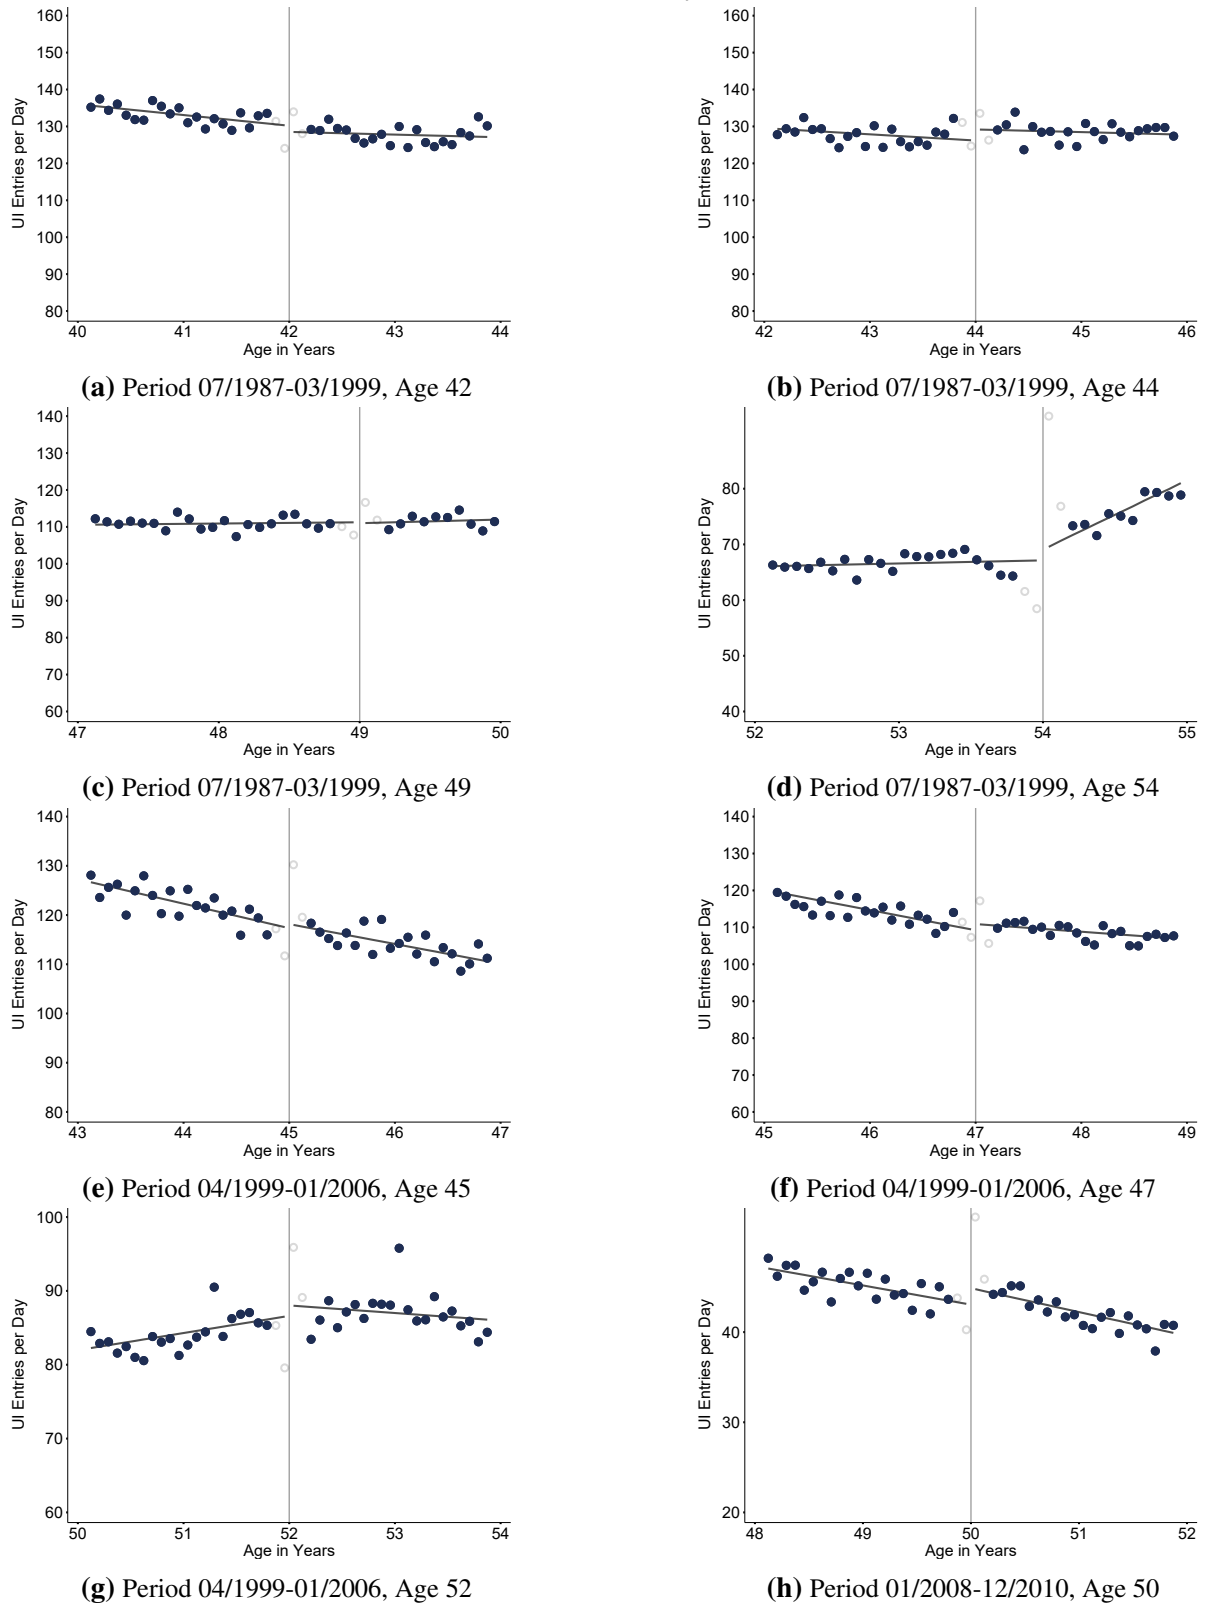 160
150
140
130
120
110
100
90
80
UI Entries per Day
40 41 42 43 44
Age in Years
(a) Period 07/1987-03/1999, Age 42
160
150
140
130
120
110
100
90
80
UI Entries per Day
42 43 44 45 46
Age in Years
(b) Period 07/1987-03/1999, Age 44
140
130
120
110
100
90
80
70
60
UI Entries per Day
47 48 49 50
Age in Years
(c) Period 07/1987-03/1999, Age 49
80
70
60
50
40
UI Entries per Day
52 53 54 55
Age in Years
(d) Period 07/1987-03/1999, Age 54
140
130
120
110
100
90
80
UI Entries per Day
43 44 45 46 47
Age in Years
(e) Period 04/1999-01/2006, Age 45
140
130
120
110
100
90
80
70
60
UI Entries per Day
45 46 47 48 49
Age in Years
(f) Period 04/1999-01/2006, Age 47
100
90
80
70
60
UI Entries per Day
50 51 52 53 54
Age in Years
(g) Period 04/1999-01/2006, Age 52
40
30
20
UI Entries per Day
48 49 50 51 52
Age in Years
(h) Period 01/2008-12/2010, Age 50